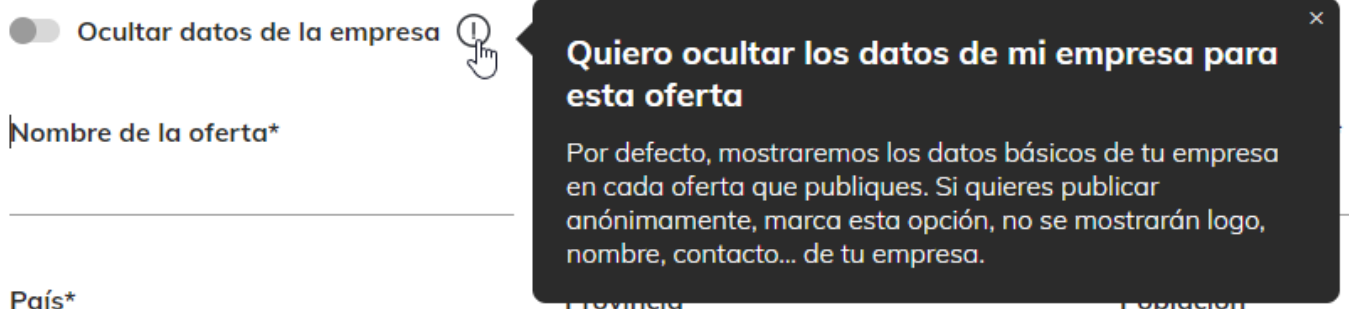 Ocultar datos de la empresa
Quiero ocultar los datos de mi empresa para
esta oferta
Por defecto, mostraremos los datos básicos de tu empresa
en cada oferta que publiques. Si quieres publicar
anónimamente, marca esta opción, no se mostrarán logo,
nombre, contacto... de tu empresa.
Nombre de la oferta*
País*
Provincia
Población